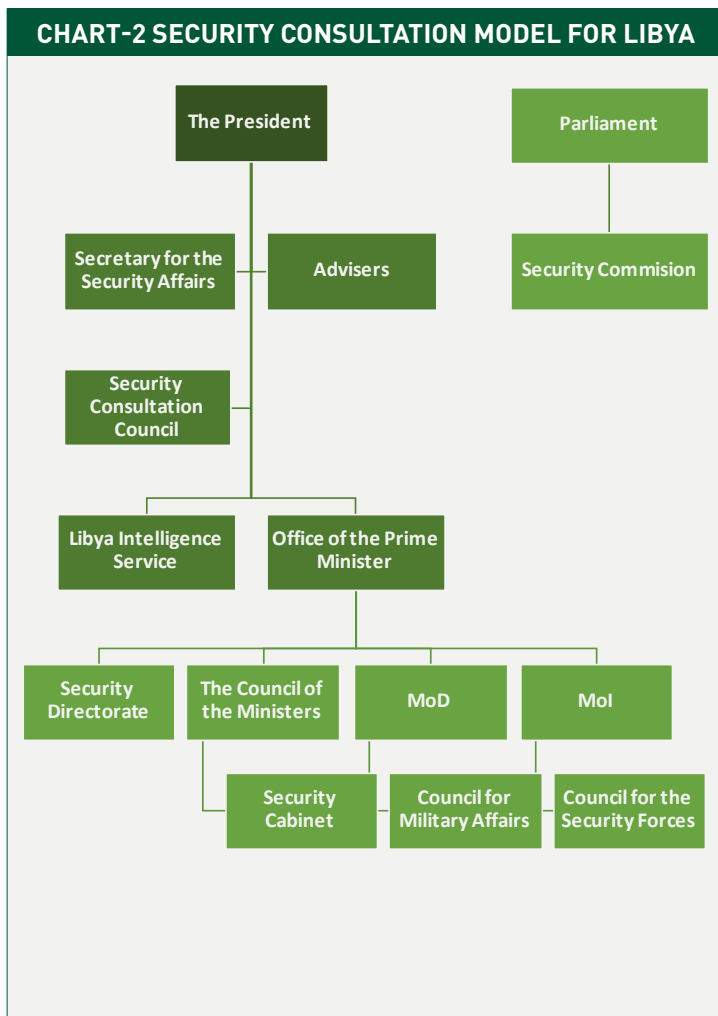 CHART-2 SECURITY CONSULTATION MODEL FOR LIBYA
The President
Parliament
Secretary for the
Security Affairs
Advisers
Security Commision
Security
Consultation
Council
Libya Intelligence
Service
Office of the Prime
Minister
Security
Directorate
The Council of
the Ministers
MoD
MoI
Security
Cabinet
Council for
Military Affairs
Council for the
Security Forces